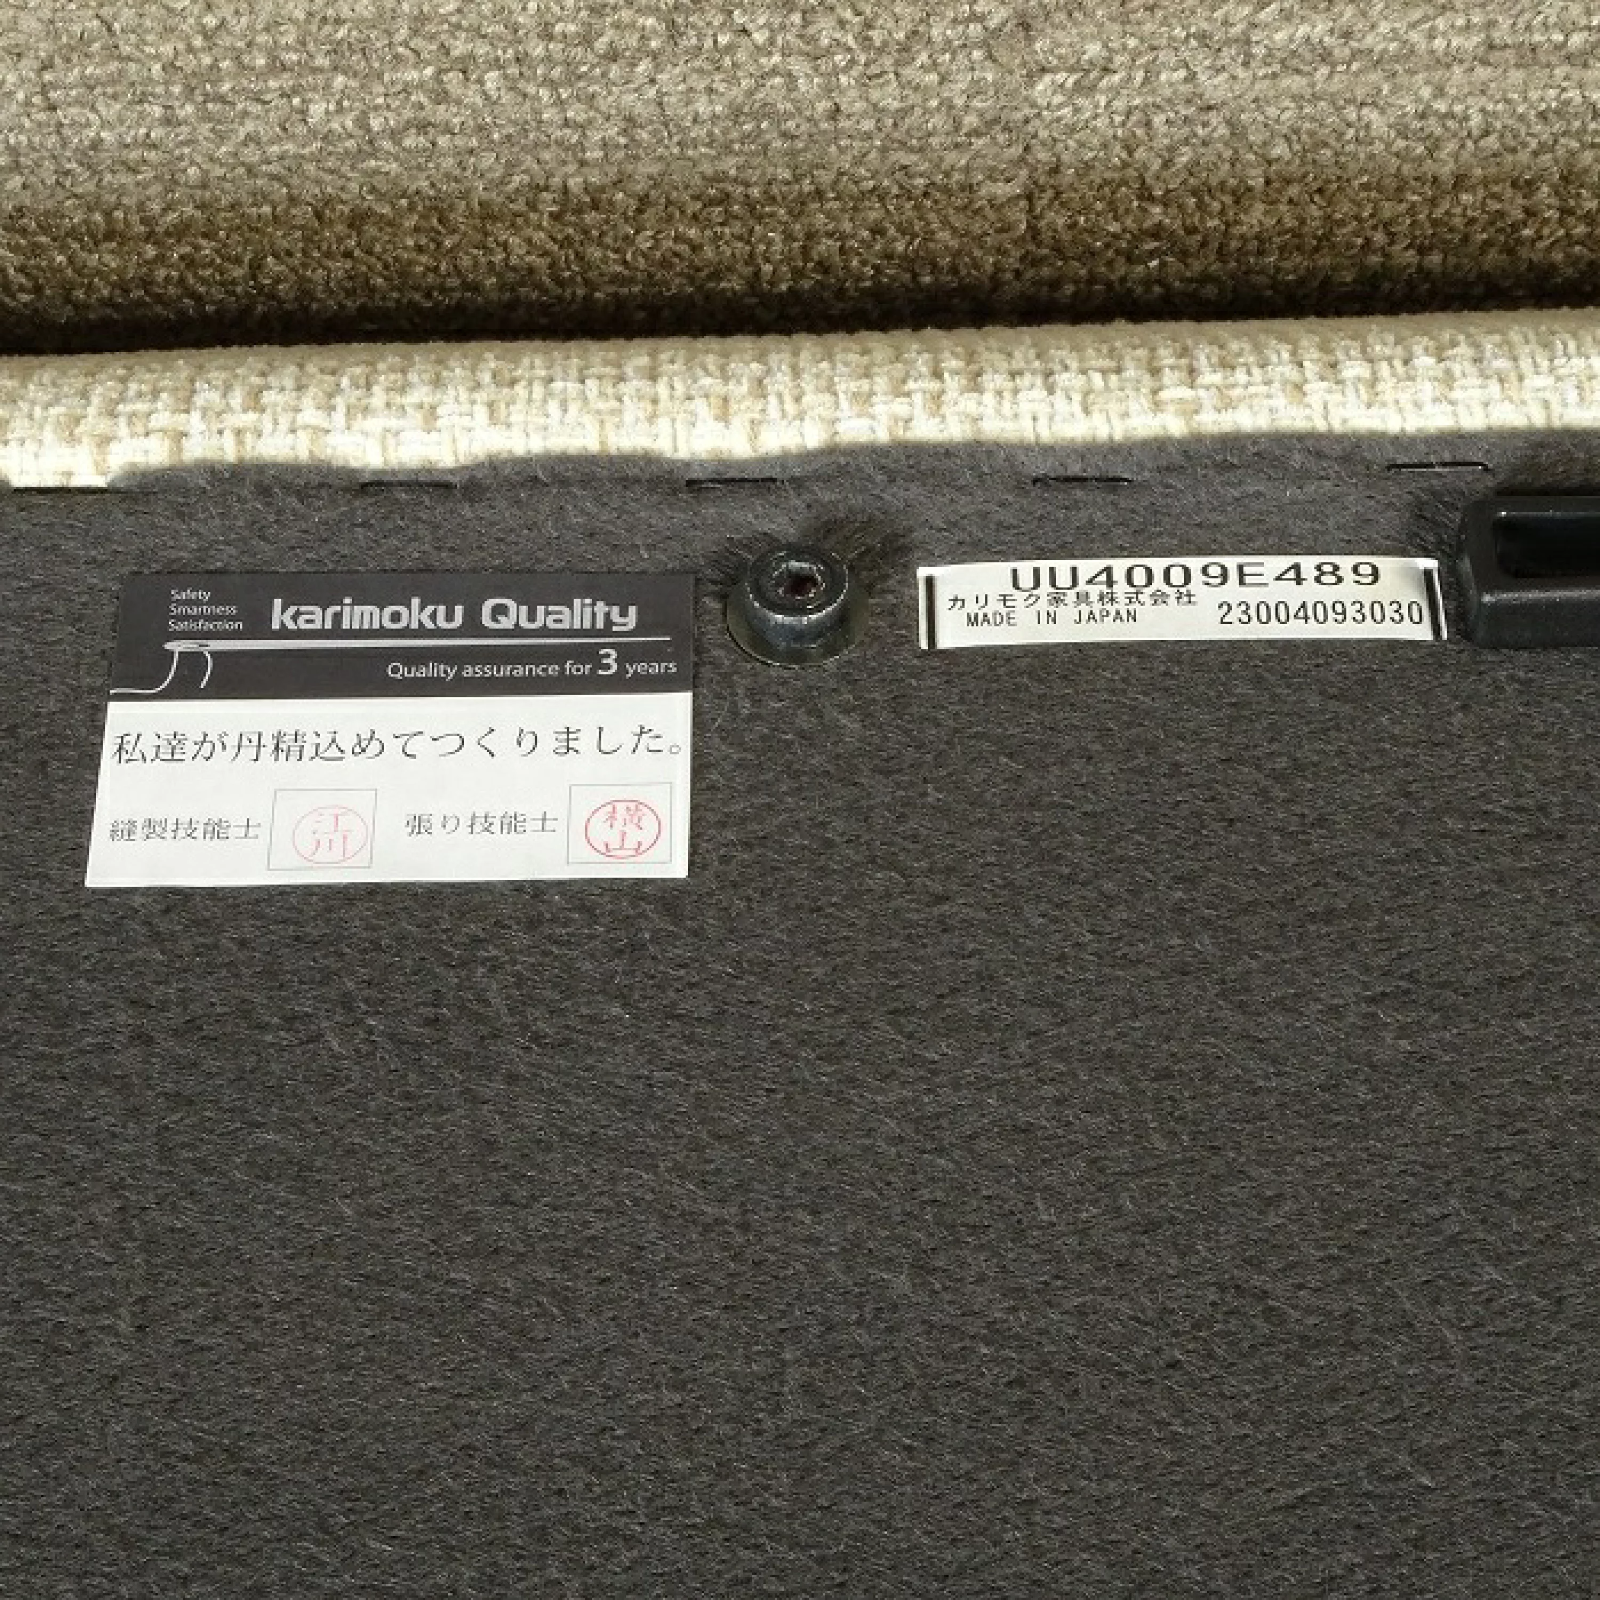 Safety
Smartness
Satisfaction
karimoku Quality
Quality assurance for 3 years
私達が丹精込めてつくりました。
縫製技能士 江川 張り技能士 横山
UU4009E489
カリモク家具株式会社
MADE IN JAPAN 23004093030